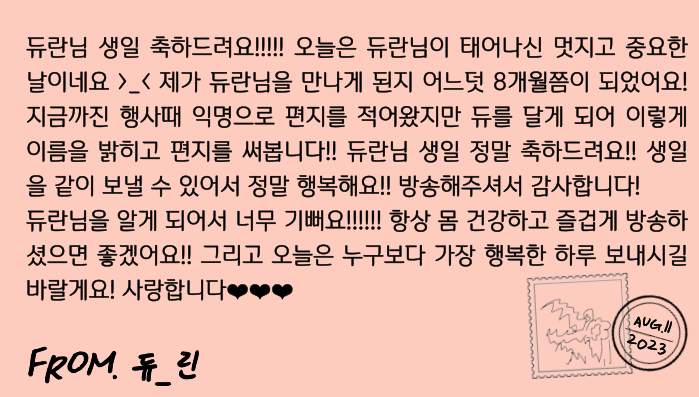 듀란님 생일 축하드려요!!!!! 오늘은 듀란님이 태어나신 멋지고 중요한
날이네요 >_< 제가 듀란님을 만나게 된지 어느덧 8개월쯤이 되었어요!
지금까진 행사때 익명으로 편지를 적어왔지만 듀를 달게 되어 이렇게
이름을 밝히고 편지를 써봅니다!! 듀란님 생일 정말 축하드려요!! 생일
을 같이 보낼 수 있어서 정말 행복해요!! 방송해주셔서 감사합니다!
듀란님을 알게 되어서 너무 기뻐요!!!!!! 항상 몸 건강하고 즐겁게 방송하
셨으면 좋겠어요!! 그리고 오늘은 누구보다 가장 행복한 하루 보내시길
바랄게요! 사랑합니다❤❤❤
AUG.11
2023
FROM. 듀_린